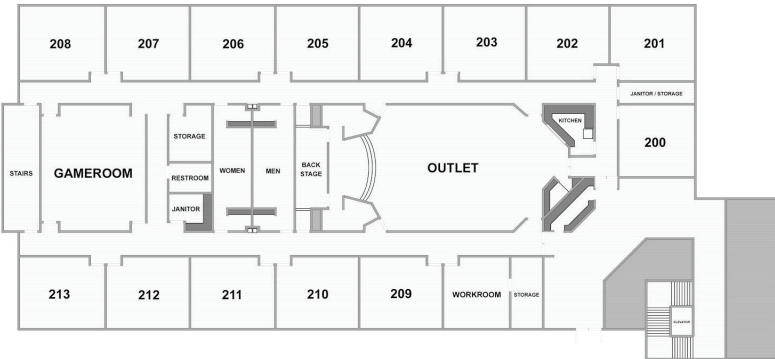 208
207
206
205
204
203
202
201
JANITOR / STORAGE
KITCHEN
STORAGE
200
STAIRS
GAMEROOM
RESTROOM
WOMEN
MEN
BACK
STAGE
OUTLET
JANITOR
213
212
211
210
209
WORKROOM
STORAGE
ELEVATOR